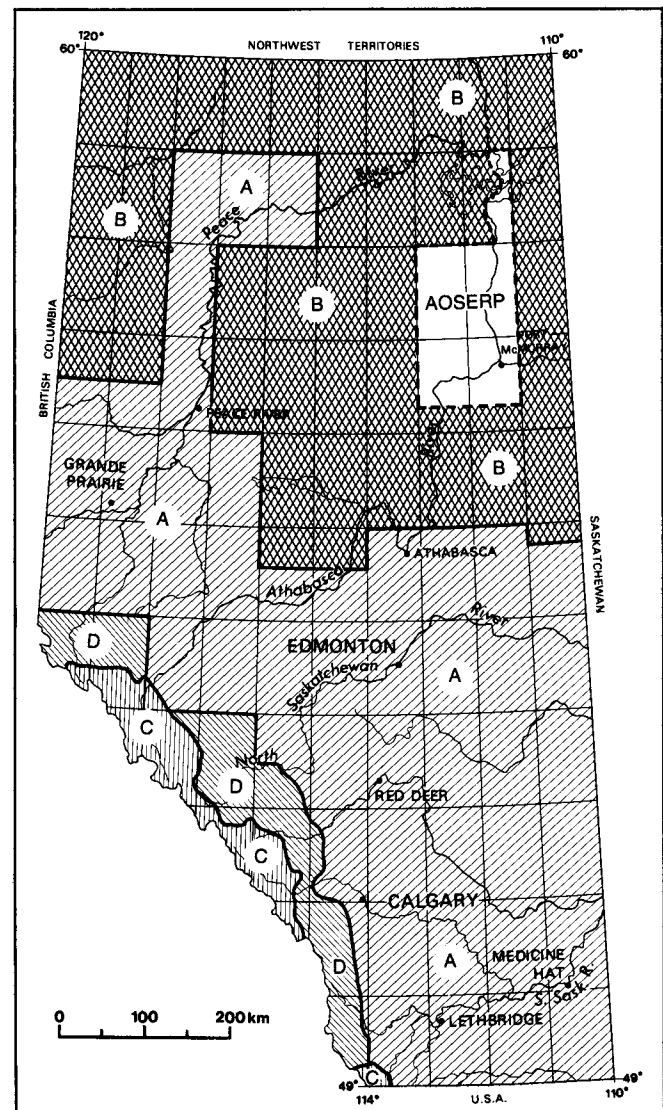 120°
110°
60°
NORTHWEST TERRITORIES
60°
B
B
A
River
Peace
B
B
AOSERP
FORT
McMURRAY
BRITISH COLUMBIA
PEACE RIVER
River
B
GRANDE
PRAIRIE
A
SASKATCHEWAN
ATHABASCA
Athabasca
River
D
EDMONTON
Saskatchewan
A
C
North
D
RED DEER
C
CALGARY
MEDICINE
HAT
A
D
S. Sask R.
0 100 200 km
LETHBRIDGE
C
49°
49°
114°
U.S.A.
110°